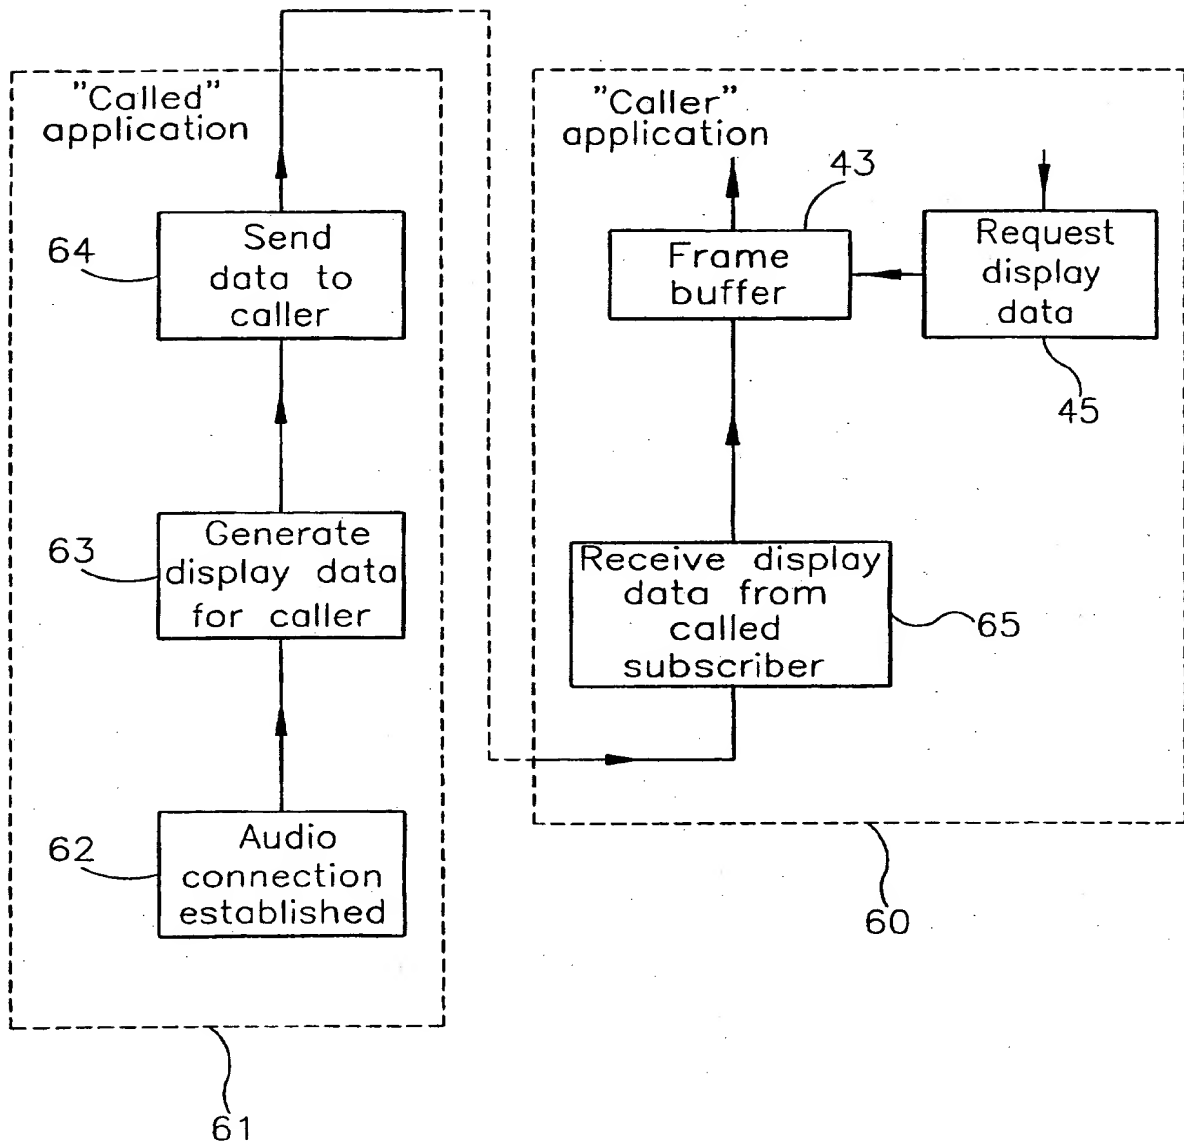 "Called"
application
64
Send
data to
caller
63
Generate
display data
for caller
62
Audio
connection
established
61
"Caller"
application
43
Frame
buffer
Request
display
data
45
Receive display
data from
called
subscriber
65
60